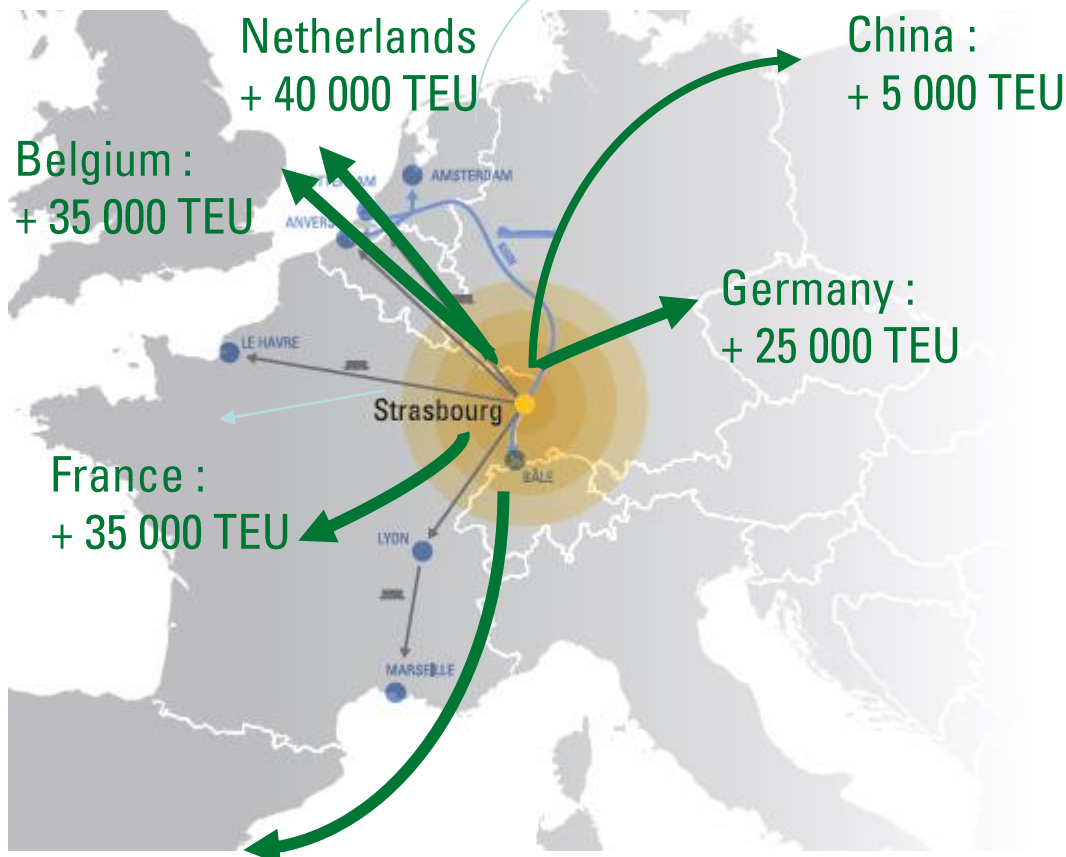 Netherlands
+ 40 000 TEU
China :
+ 5 000 TEU
Belgium :
+ 35 000 TEU
AMSTERDAM
ANVERS
Germany :
+ 25 000 TEU
LE HAVRE
Strasbourg
France :
+ 35 000 TEU
BÂLE
LYON
MARSEILLE